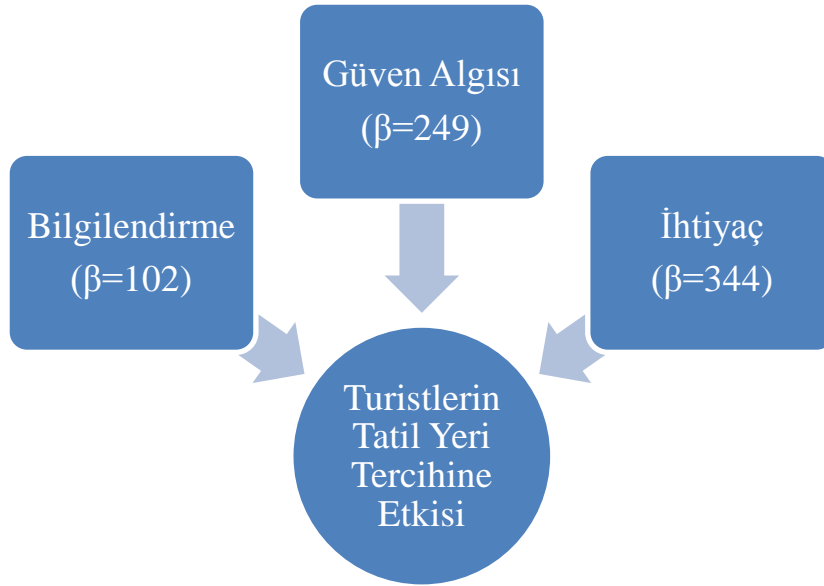 Güven Algısı
(β=249)
Bilgilendirme
(β=102)
İhtiyaç
(β=344)
Turistlerin
Tatil Yeri
Tercihine
Etkisi